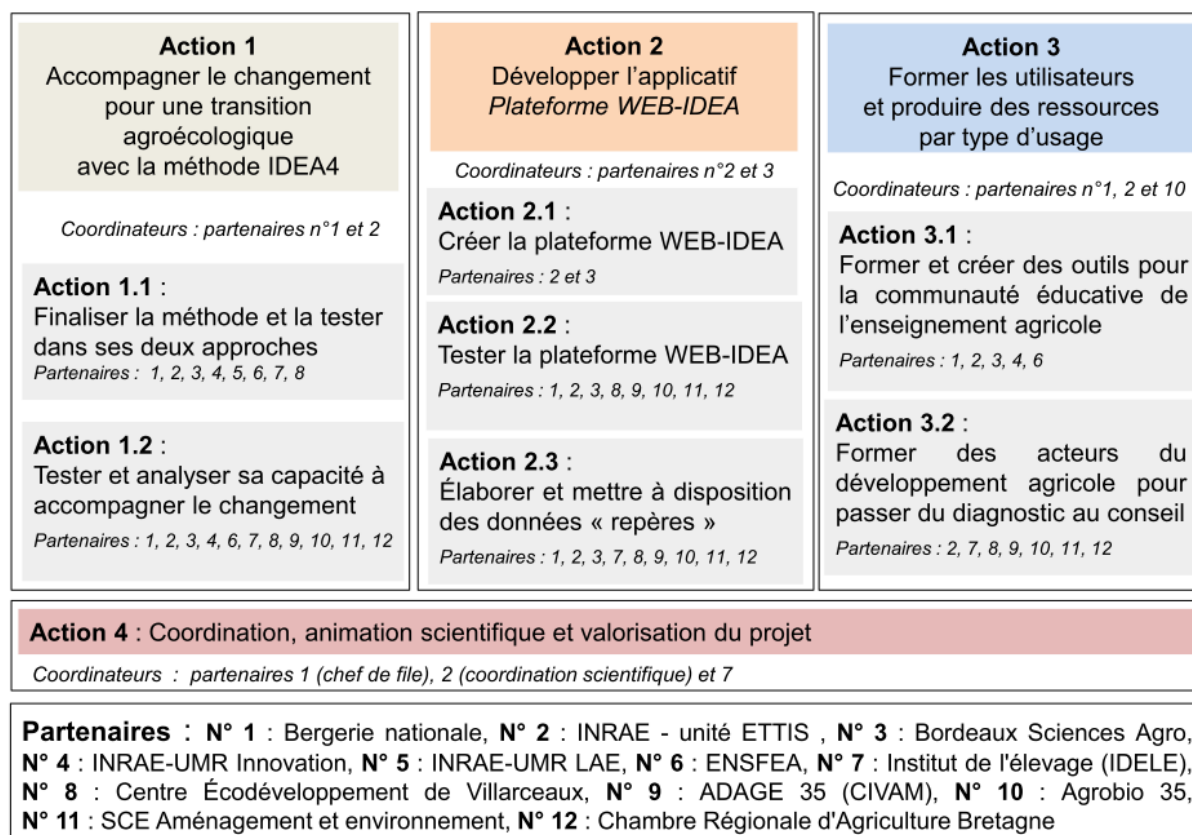 Action 1
Accompagner le changement
pour une transition
agroécologique
avec la méthode IDEA4
Coordinateurs : partenaires n°1 et 2
Action 1.1 :
Finaliser la méthode et la tester
dans ses deux approches
Partenaires : 1, 2, 3, 4, 5, 6, 7, 8
Action 1.2 :
Tester et analyser sa capacité à
accompagner le changement
Partenaires : 1, 2, 3, 4, 6, 7, 8, 9, 10, 11, 12
Action 2
Développer l’applicatif
Plateforme WEB-IDEA
Coordinateurs : partenaires n°2 et 3
Action 2.1 :
Créer la plateforme WEB-IDEA
Partenaires : 2 et 3
Action 2.2 :
Tester la plateforme WEB-IDEA
Partenaires : 1, 2, 3, 8, 9, 10, 11, 12
Action 2.3 :
Élaborer et mettre à disposition
des données « repères »
Partenaires : 1, 2, 3, 7, 8, 9, 10, 11, 12
Action 3
Former les utilisateurs
et produire des ressources
par type d’usage
Coordinateurs : partenaires n°1, 2 et 10
Action 3.1 :
Former et créer des outils pour
la communauté éducative de
l’enseignement agricole
Partenaires : 1, 2, 3, 4, 6
Action 3.2 :
Former des acteurs du
développement agricole pour
passer du diagnostic au conseil
Partenaires : 2, 7, 8, 9, 10, 11, 12
Action 4 : Coordination, animation scientifique et valorisation du projet
Coordinateurs : partenaires 1 (chef de file), 2 (coordination scientifique) et 7
Partenaires : N° 1 : Bergerie nationale, N° 2 : INRAE - unité ETTIS , N° 3 : Bordeaux Sciences Agro,
N° 4 : INRAE-UMR Innovation, N° 5 : INRAE-UMR LAE, N° 6 : ENSFEA, N° 7 : Institut de l'élevage (IDELE),
N° 8 : Centre Écodéveloppement de Villarceaux, N° 9 : ADAGE 35 (CIVAM), N° 10 : Agrobio 35,
N° 11 : SCE Aménagement et environnement, N° 12 : Chambre Régionale d'Agriculture Bretagne